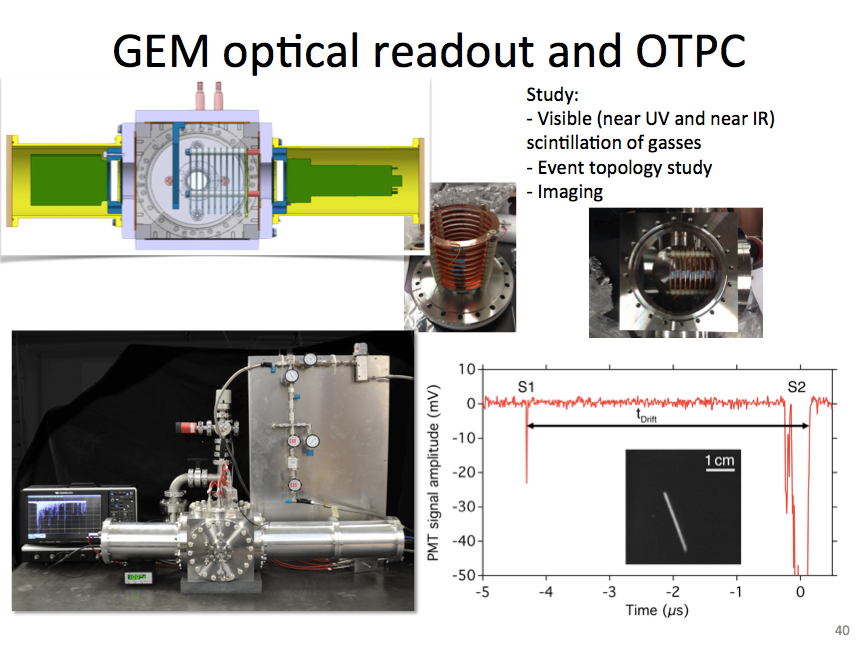 GEM optical readout and OTPC
Study:
- Visible (near UV and near IR)
scintillation of gasses
- Event topology study
- Imaging
10
0
-10
-20
-30
-40
-50
PMT signal amplitude (mV)
S1
S2
tDrift
1 cm
-5
-4
-3
-2
-1
0
Time (µs)
40